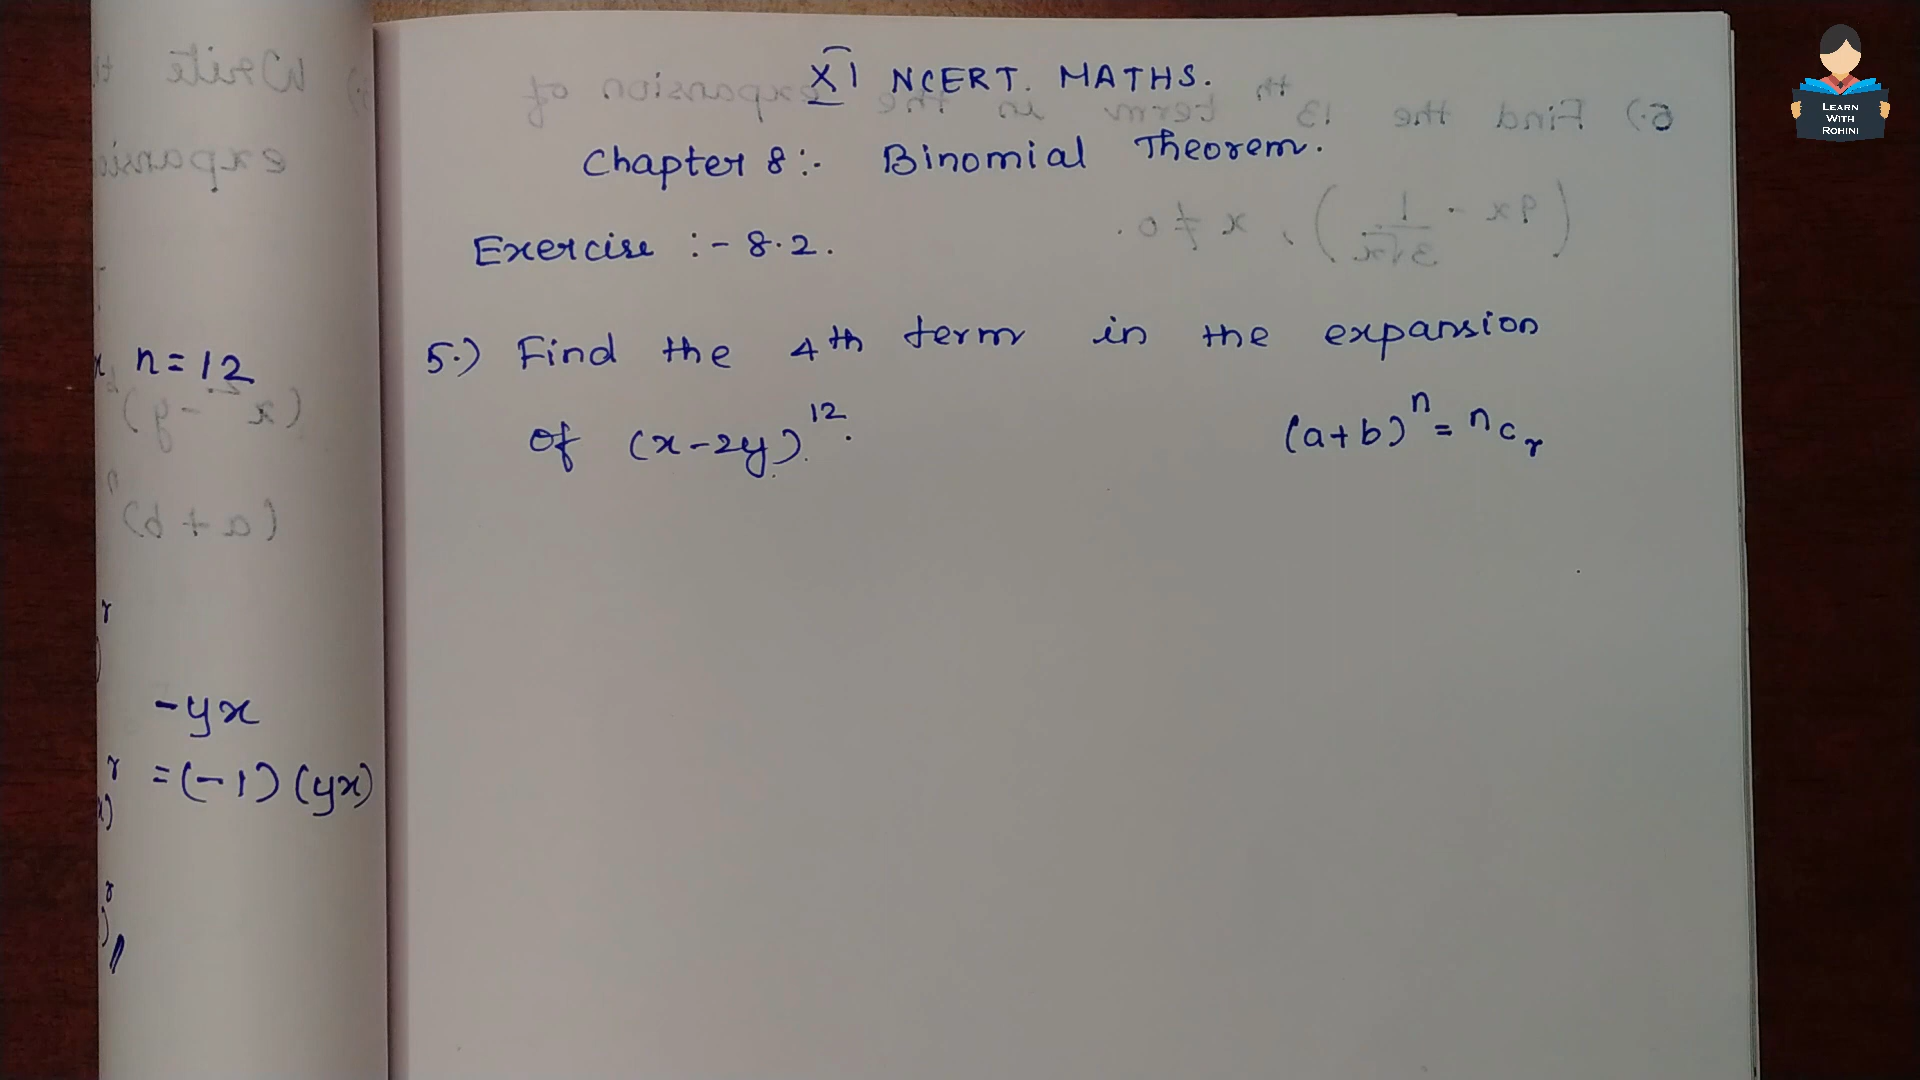 XI NCERT. MATHS.
Chapter 8:- Binomial Theorem.
Exercise :- 8.2.
5.) Find the 4th term in the expansion
of (x-2y)^12.
(a+b)^n = nCr
n=12
-yx
=(-1) (yx)
LEARN
WITH
ROHINI